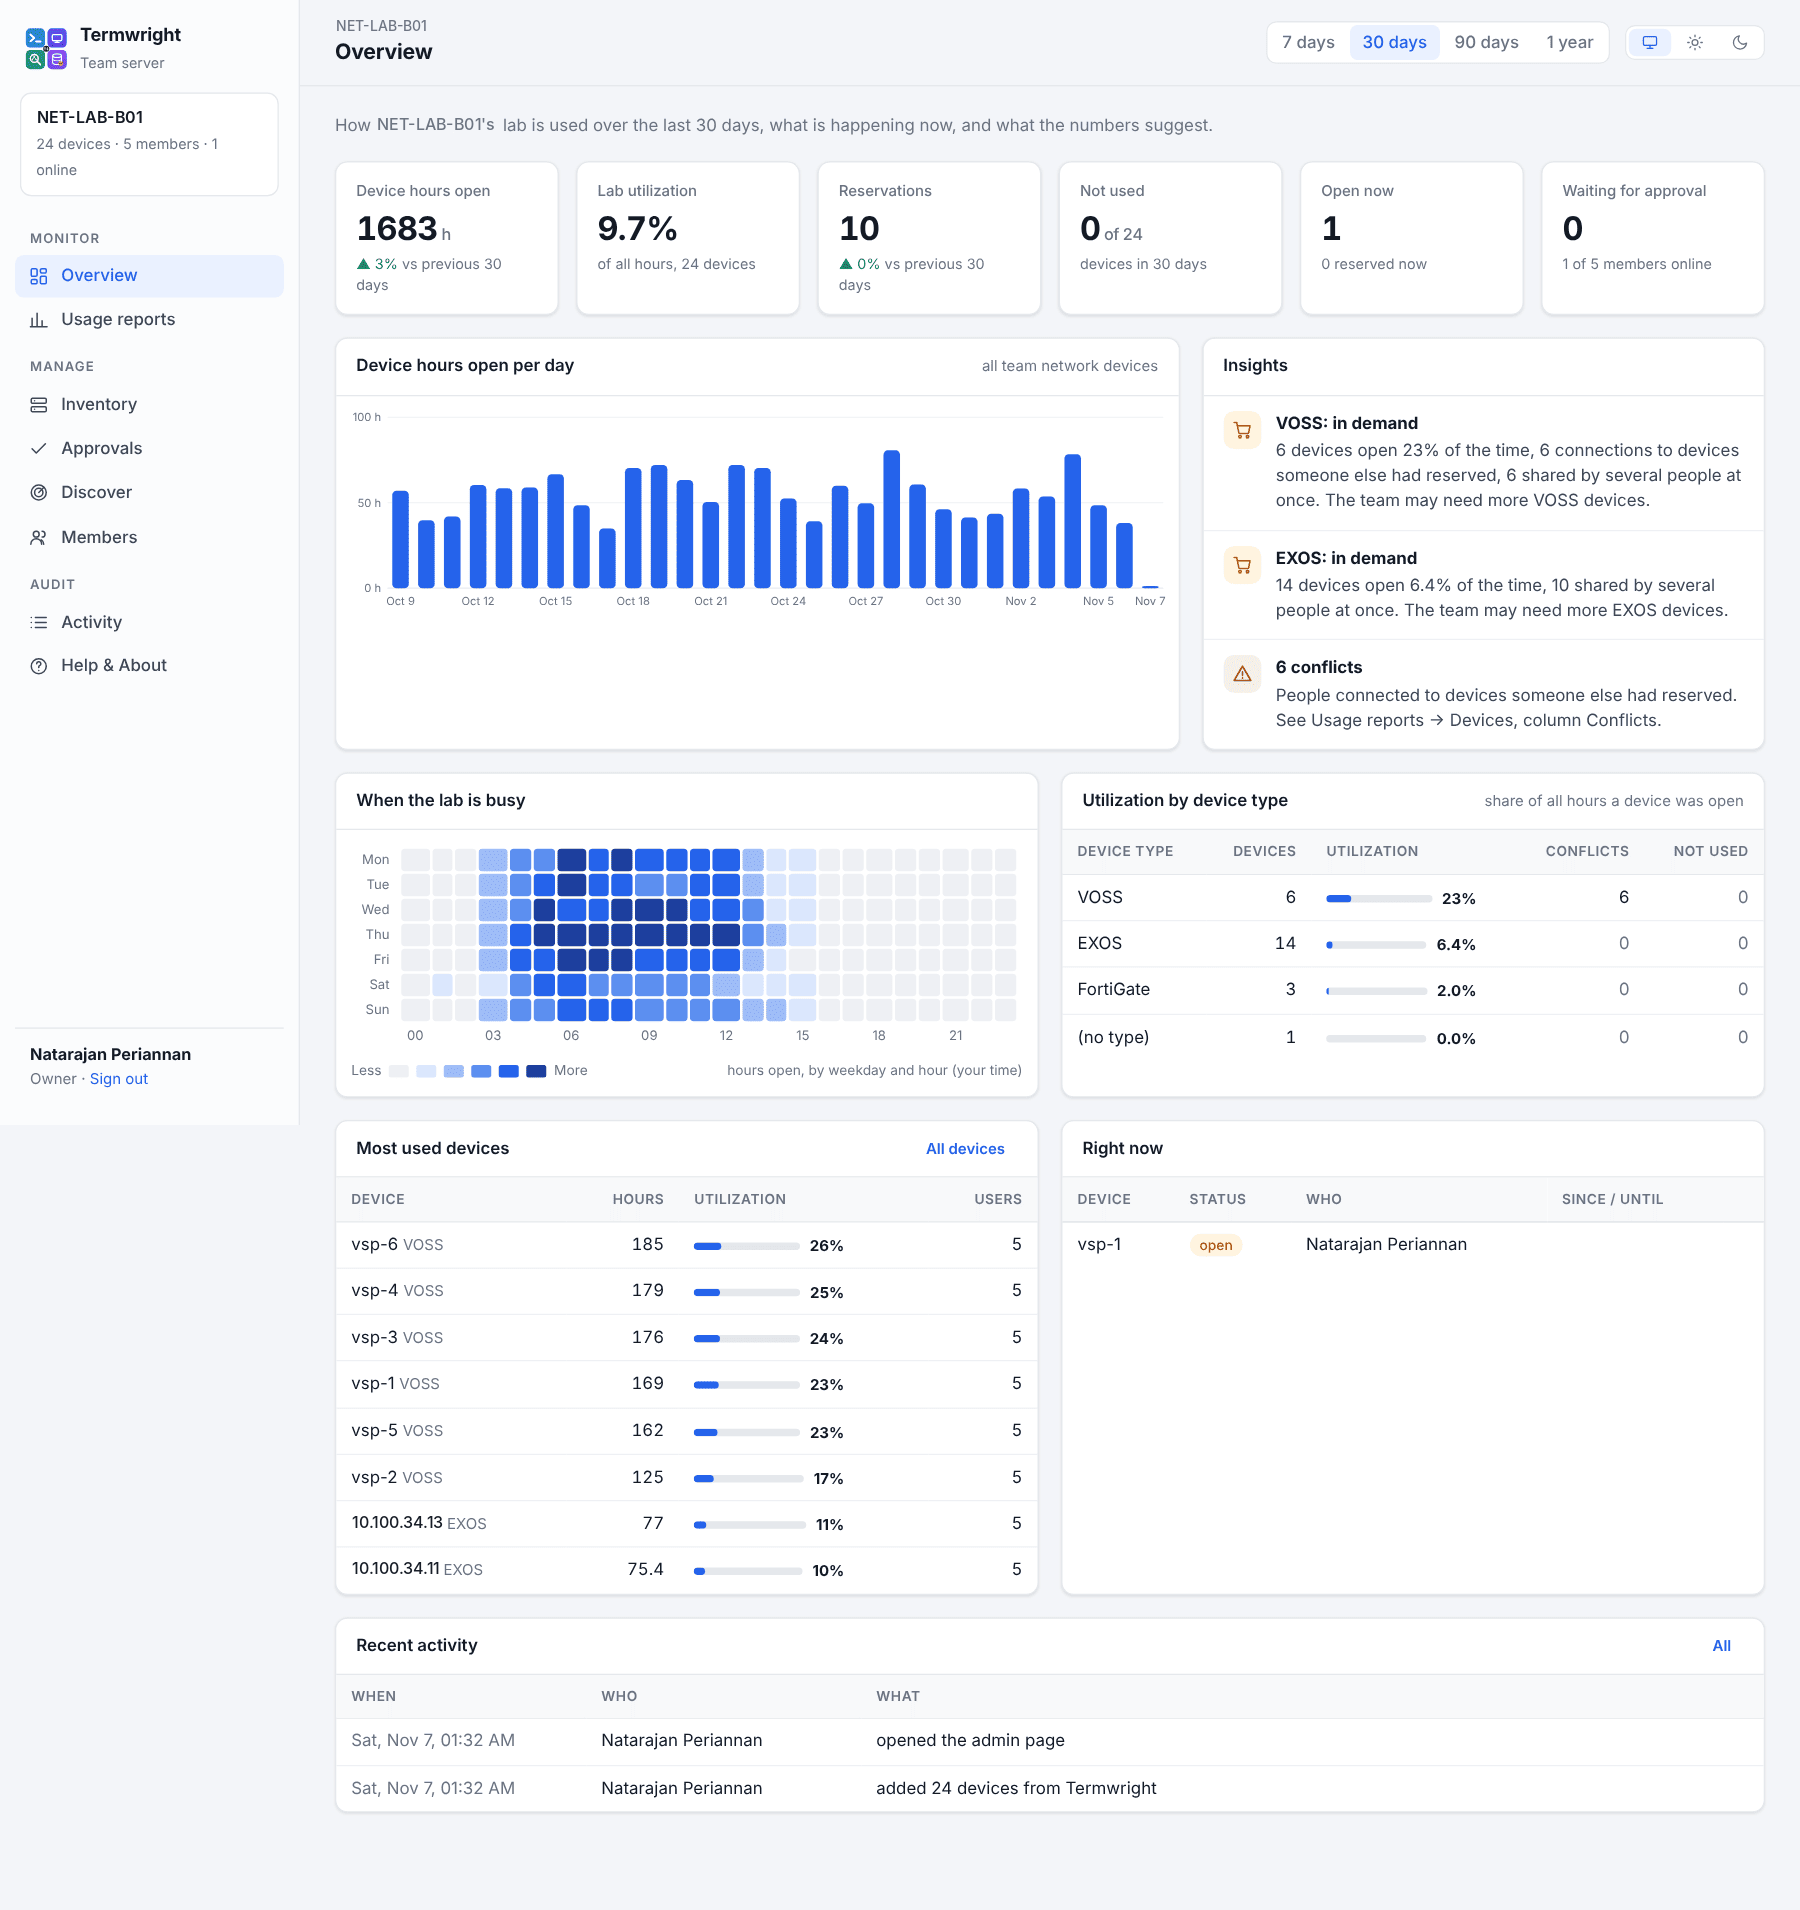 Termwright
Team server
NET-LAB-B01
24 devices · 5 members · 1
online
MONITOR
Overview
Usage reports
MANAGE
Inventory
Approvals
Discover
Members
AUDIT
Activity
Help & About
Natarajan Periannan
Owner · Sign out
NET-LAB-B01
Overview
7 days 30 days 90 days 1 year
How NET-LAB-B01's lab is used over the last 30 days, what is happening now, and what the numbers suggest.
Device hours open
1683 h
▲ 3% vs previous 30
days
Lab utilization
9.7%
of all hours, 24 devices
Reservations
10
▲ 0% vs previous 30
days
Not used
0 of 24
devices in 30 days
Open now
1
0 reserved now
Waiting for approval
0
1 of 5 members online
Device hours open per day all team network devices
100 h
50 h
0 h
Oct 9 Oct 12 Oct 15 Oct 18 Oct 21 Oct 24 Oct 27 Oct 30 Nov 2 Nov 5 Nov 7
Insights
VOSS: in demand
6 devices open 23% of the time, 6 connections to devices
someone else had reserved, 6 shared by several people at
once. The team may need more VOSS devices.
EXOS: in demand
14 devices open 6.4% of the time, 10 shared by several
people at once. The team may need more EXOS devices.
6 conflicts
People connected to devices someone else had reserved.
See Usage reports → Devices, column Conflicts.
When the lab is busy
Mon
Tue
Wed
Thu
Fri
Sat
Sun
00 03 06 09 12 15 18 21
Less More hours open, by weekday and hour (your time)
Utilization by device type share of all hours a device was open
DEVICE TYPE DEVICES UTILIZATION CONFLICTS NOT USED
VOSS 6 23% 6 0
EXOS 14 6.4% 0 0
FortiGate 3 2.0% 0 0
(no type) 1 0.0% 0 0
Most used devices All devices
DEVICE HOURS UTILIZATION USERS
vsp-6 VOSS 185 26% 5
vsp-4 VOSS 179 25% 5
vsp-3 VOSS 176 24% 5
vsp-1 VOSS 169 23% 5
vsp-5 VOSS 162 23% 5
vsp-2 VOSS 125 17% 5
10.100.34.13 EXOS 77 11% 5
10.100.34.11 EXOS 75.4 10% 5
Right now
DEVICE STATUS WHO SINCE / UNTIL
vsp-1 open Natarajan Periannan
Recent activity All
WHEN WHO WHAT
Sat, Nov 7, 01:32 AM Natarajan Periannan opened the admin page
Sat, Nov 7, 01:32 AM Natarajan Periannan added 24 devices from Termwright